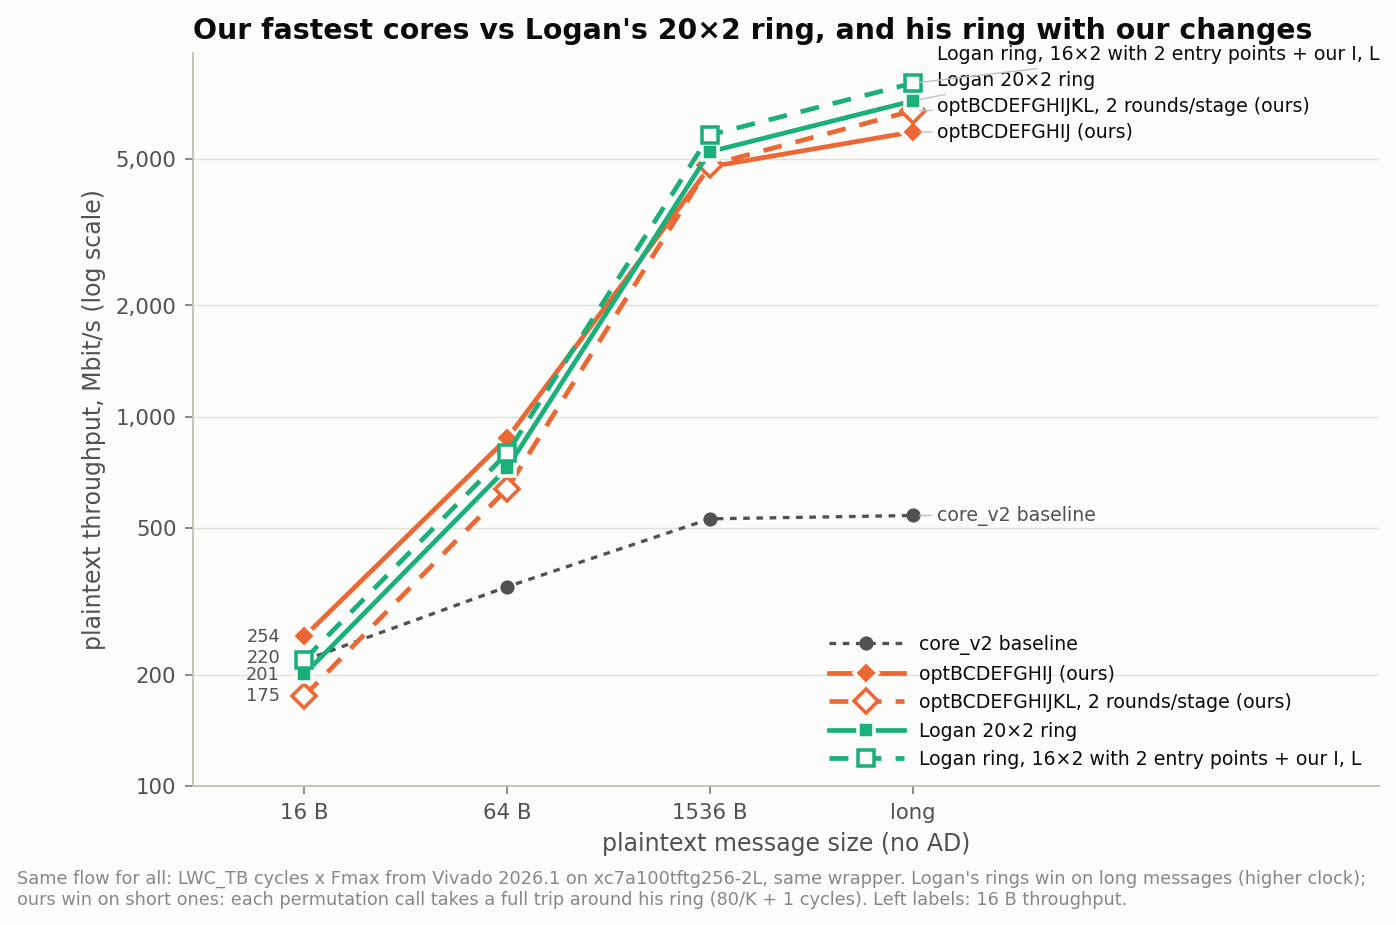 Our fastest cores vs Logan's 20×2 ring, and his ring with our changes
Logan ring, 16×2 with 2 entry points + our I, L
Logan 20×2 ring
optBCDEFGHIJKL, 2 rounds/stage (ours)
optBCDEFGHIJ (ours)
core_v2 baseline
plaintext throughput, Mbit/s (log scale)
5,000
2,000
1,000
500
200
100
254
220
201
175
core_v2 baseline
optBCDEFGHIJ (ours)
optBCDEFGHIJKL, 2 rounds/stage (ours)
Logan 20×2 ring
Logan ring, 16×2 with 2 entry points + our I, L
16 B
64 B
1536 B
long
plaintext message size (no AD)
Same flow for all: LWC_TB cycles x Fmax from Vivado 2026.1 on xc7a100tftg256-2L, same wrapper. Logan's rings win on long messages (higher clock);
ours win on short ones: each permutation call takes a full trip around his ring (80/K + 1 cycles). Left labels: 16 B throughput.